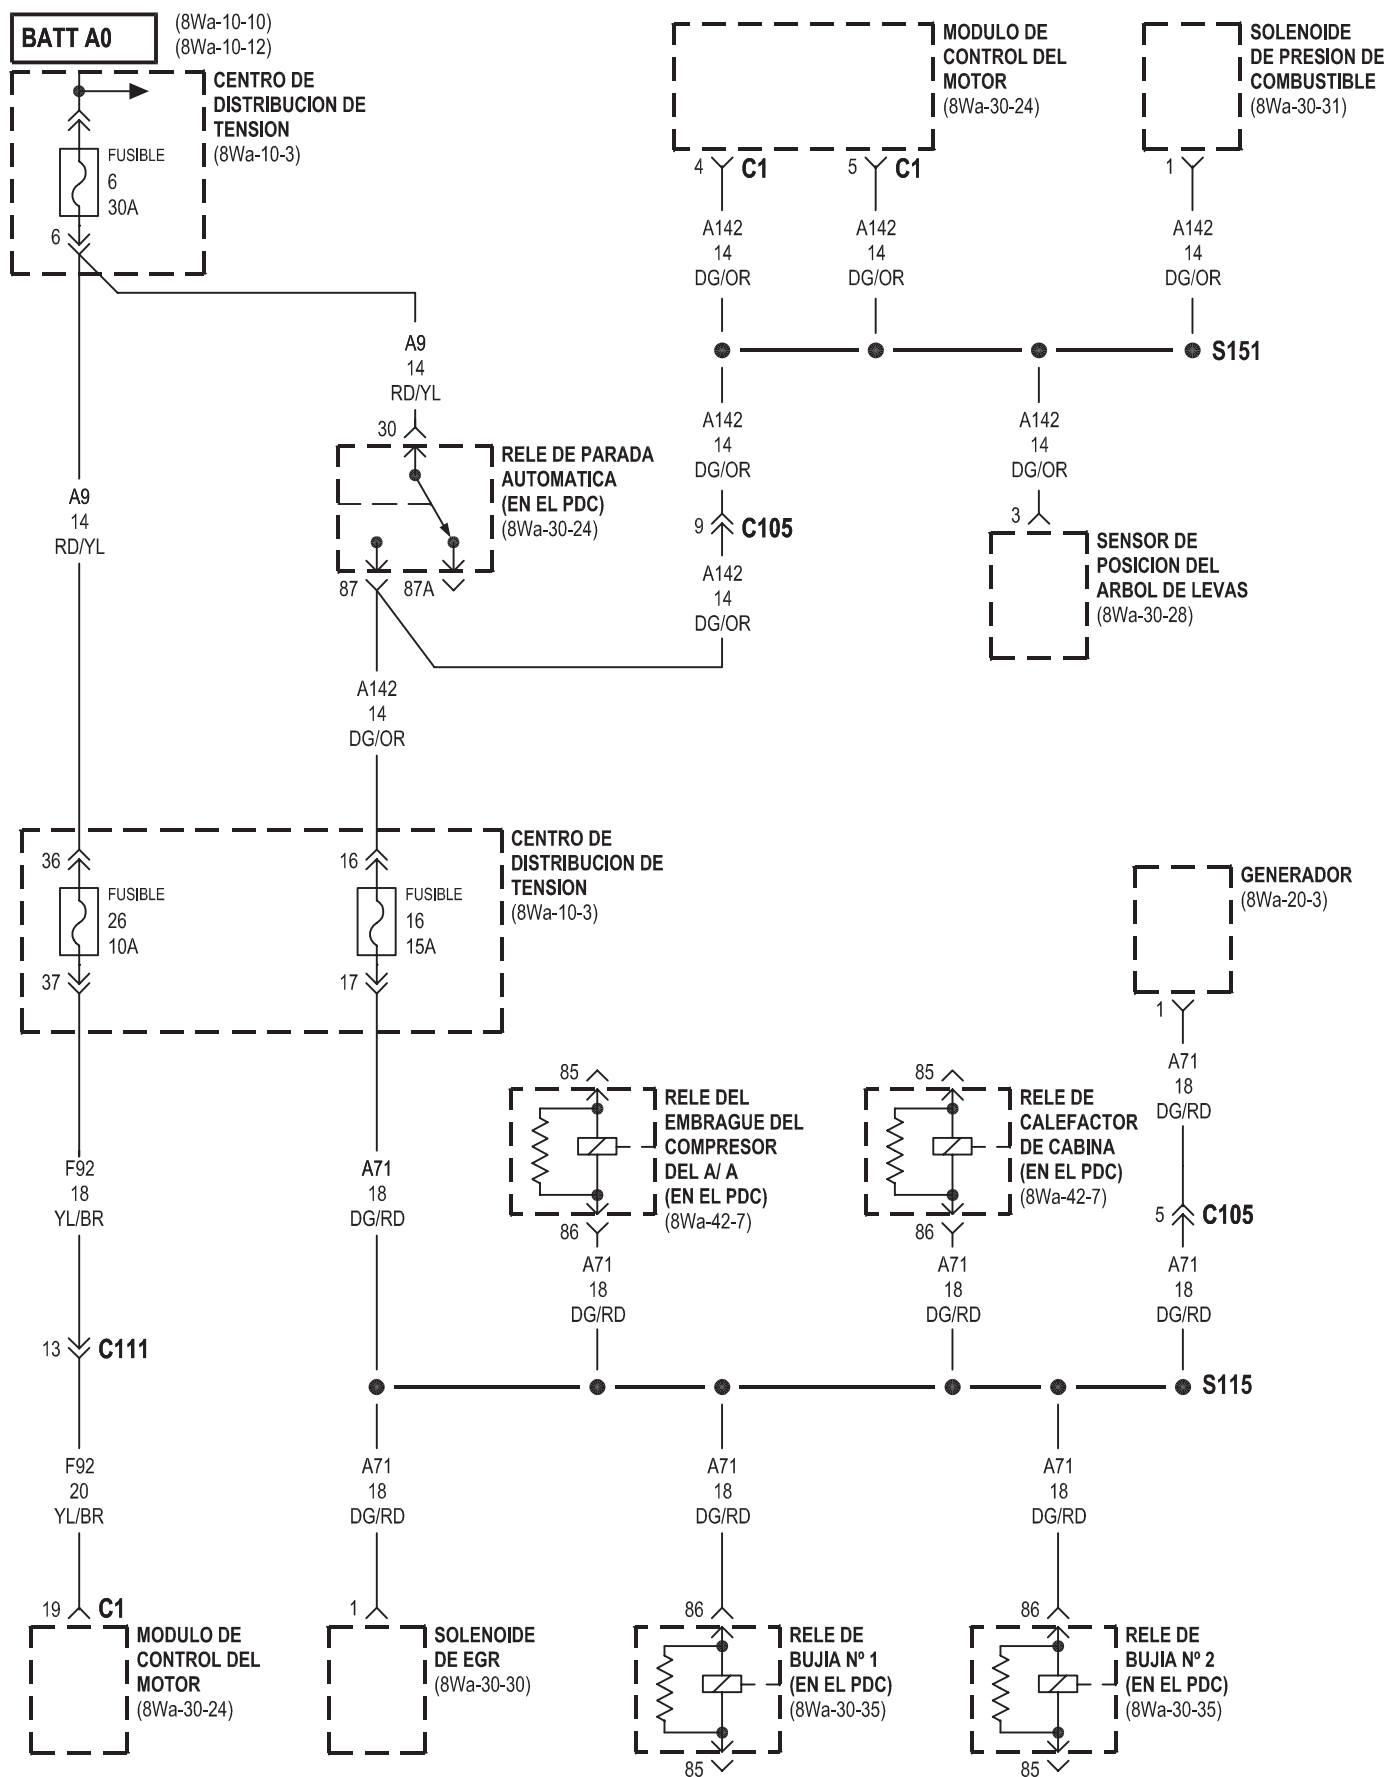 BATT A0
(8Wa-10-10)
(8Wa-10-12)
CENTRO DE
DISTRIBUCION DE
TENSION
(8Wa-10-3)
FUSIBLE
6
30A
6
MODULO DE
CONTROL DEL
MOTOR
(8Wa-30-24)
4
C1
5
C1
SOLENOIDE
DE PRESION DE
COMBUSTIBLE
(8Wa-30-31)
1
A142
14
DG/OR
A142
14
DG/OR
A142
14
DG/OR
S151
A9
14
RD/YL
30
RELE DE PARADA
AUTOMATICA
(EN EL PDC)
(8Wa-30-24)
87
87A
A9
14
RD/YL
A142
14
DG/OR
9
C105
A142
14
DG/OR
A142
14
DG/OR
3
SENSOR DE
POSICION DEL
ARBOL DE LEVAS
(8Wa-30-28)
A142
14
DG/OR
CENTRO DE
DISTRIBUCION DE
TENSION
(8Wa-10-3)
36
FUSIBLE
26
10A
37
16
FUSIBLE
16
15A
17
GENERADOR
(8Wa-20-3)
1
A71
18
DG/RD
5
C105
A71
18
DG/RD
85
RELE DEL
EMBRAGUE DEL
COMPRESOR
DEL A/ A
(EN EL PDC)
(8Wa-42-7)
86
A71
18
DG/RD
85
RELE DE
CALEFACTOR
DE CABINA
(EN EL PDC)
(8Wa-42-7)
86
A71
18
DG/RD
F92
18
YL/BR
A71
18
DG/RD
13
C111
S115
F92
20
YL/BR
A71
18
DG/RD
A71
18
DG/RD
A71
18
DG/RD
19
C1
MODULO DE
CONTROL DEL
MOTOR
(8Wa-30-24)
1
SOLENOIDE
DE EGR
(8Wa-30-30)
86
RELE DE
BUJIA Nº 1
(EN EL PDC)
(8Wa-30-35)
85
86
RELE DE
BUJIA Nº 2
(EN EL PDC)
(8Wa-30-35)
85